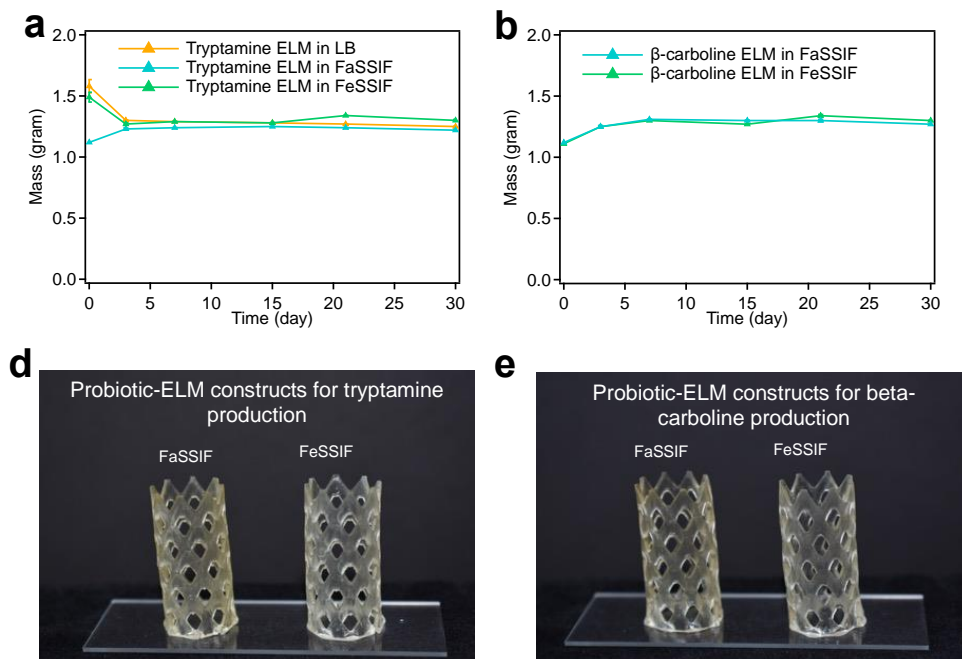 a
2.0
1.5
1.0
0.5
0.0
Mass (gram)
Tryptamine ELM in LB
Tryptamine ELM in FaSSIF
Tryptamine ELM in FeSSIF
0 5 10 15 20 25 30
Time (day)
b
2.0
1.5
1.0
0.5
0.0
Mass (gram)
β-carboline ELM in FaSSIF
β-carboline ELM in FeSSIF
0 5 10 15 20 25 30
Time (day)
d
Probiotic-ELM constructs for tryptamine
production
FaSSIF FeSSIF
e
Probiotic-ELM constructs for beta-
carboline production
FaSSIF FeSSIF